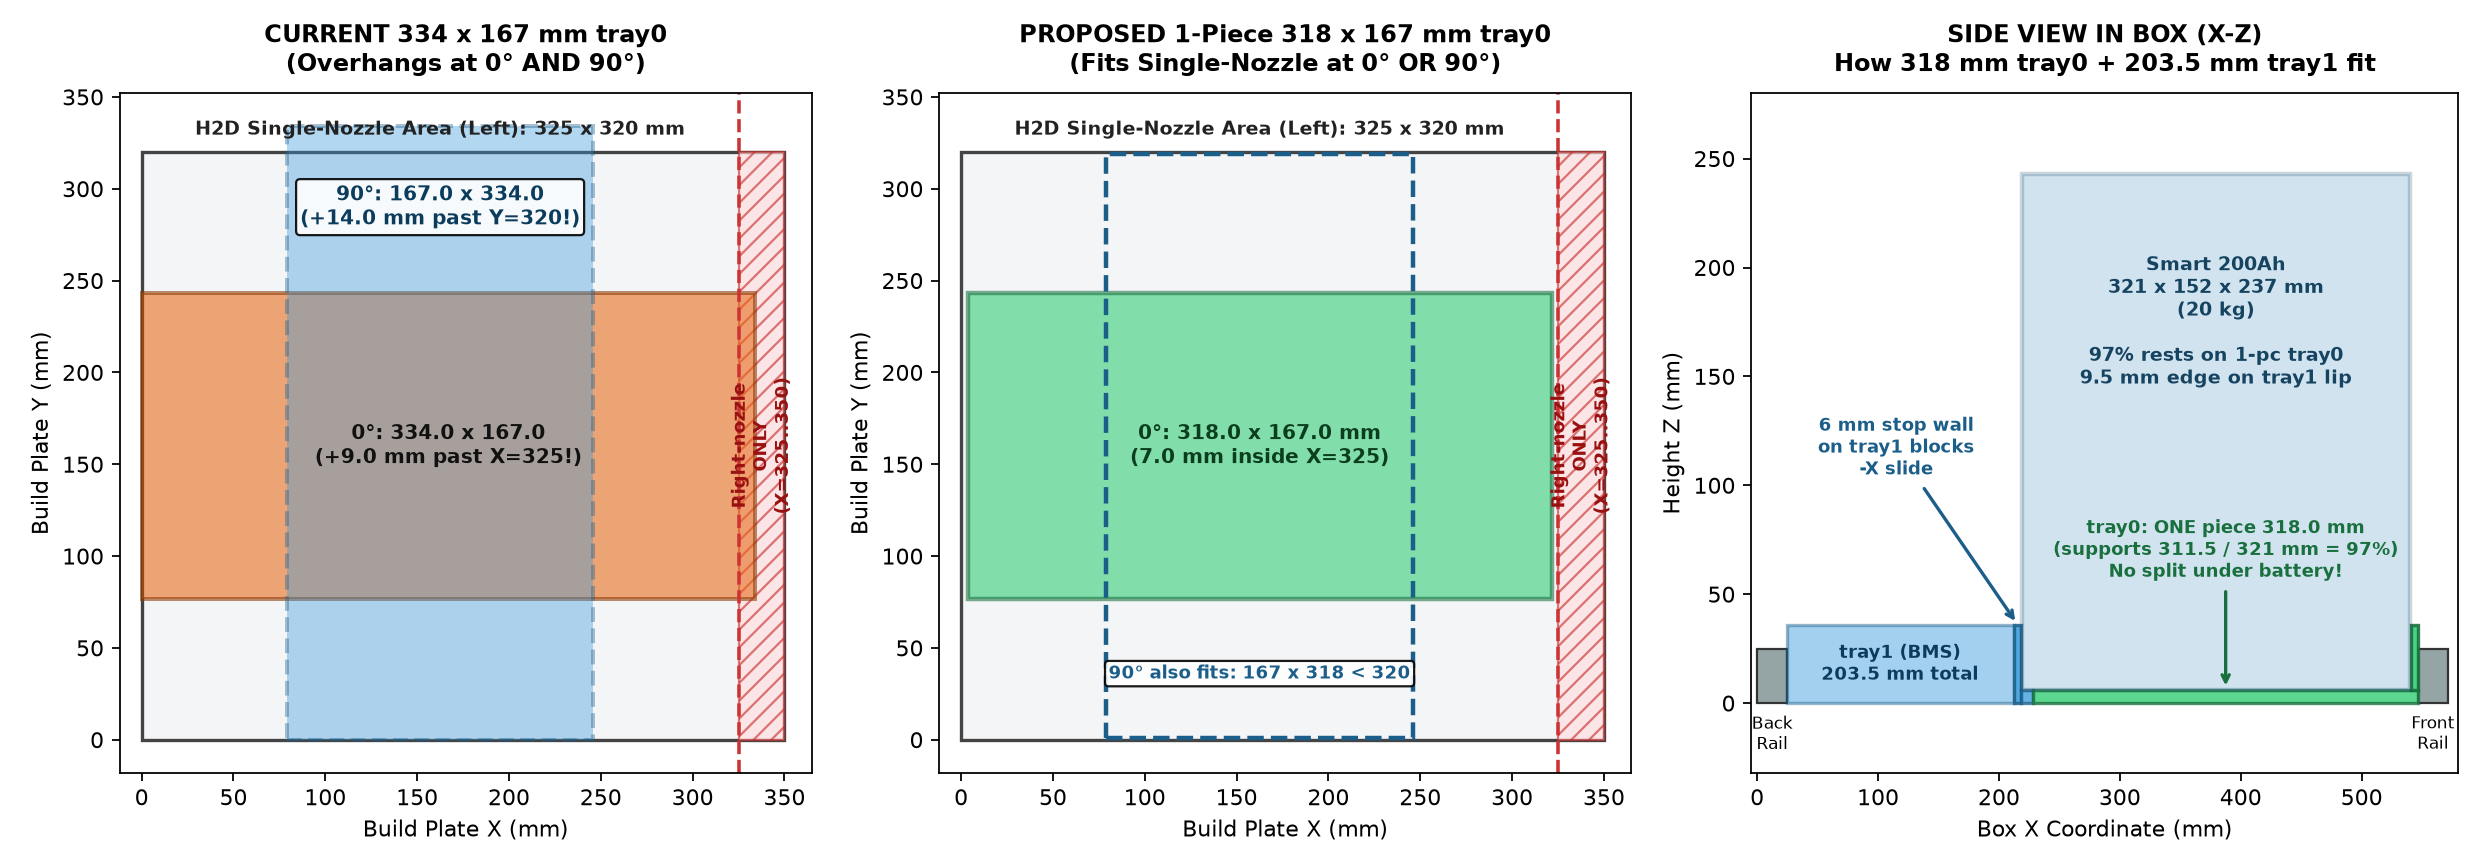 CURRENT 334 x 167 mm tray0
(Overhangs at 0° AND 90°)
350
300
250
200
150
100
50
0
Build Plate Y (mm)
H2D Single-Nozzle Area (Left): 325 x 320 mm
90°: 167.0 x 334.0
(+14.0 mm past Y=320!)
0°: 334.0 x 167.0
(+9.0 mm past X=325!)
Right-nozzle
ONLY
(X=325..350)
0
50
100
150
200
250
300
350
Build Plate X (mm)
PROPOSED 1-Piece 318 x 167 mm tray0
(Fits Single-Nozzle at 0° OR 90°)
350
300
250
200
150
100
50
0
Build Plate Y (mm)
H2D Single-Nozzle Area (Left): 325 x 320 mm
0°: 318.0 x 167.0 mm
(7.0 mm inside X=325)
90° also fits: 167 x 318 < 320
Right-nozzle
ONLY
(X=325..350)
0
50
100
150
200
250
300
350
Build Plate X (mm)
SIDE VIEW IN BOX (X-Z)
How 318 mm tray0 + 203.5 mm tray1 fit
250
200
150
100
50
0
Height Z (mm)
Smart 200Ah
321 x 152 x 237 mm
(20 kg)
97% rests on 1-pc tray0
9.5 mm edge on tray1 lip
6 mm stop wall
on tray1 blocks
-X slide
tray0: ONE piece 318.0 mm
(supports 311.5 / 321 mm = 97%)
No split under battery!
tray1 (BMS)
203.5 mm total
Back
Rail
Front
Rail
0
100
200
300
400
500
Box X Coordinate (mm)